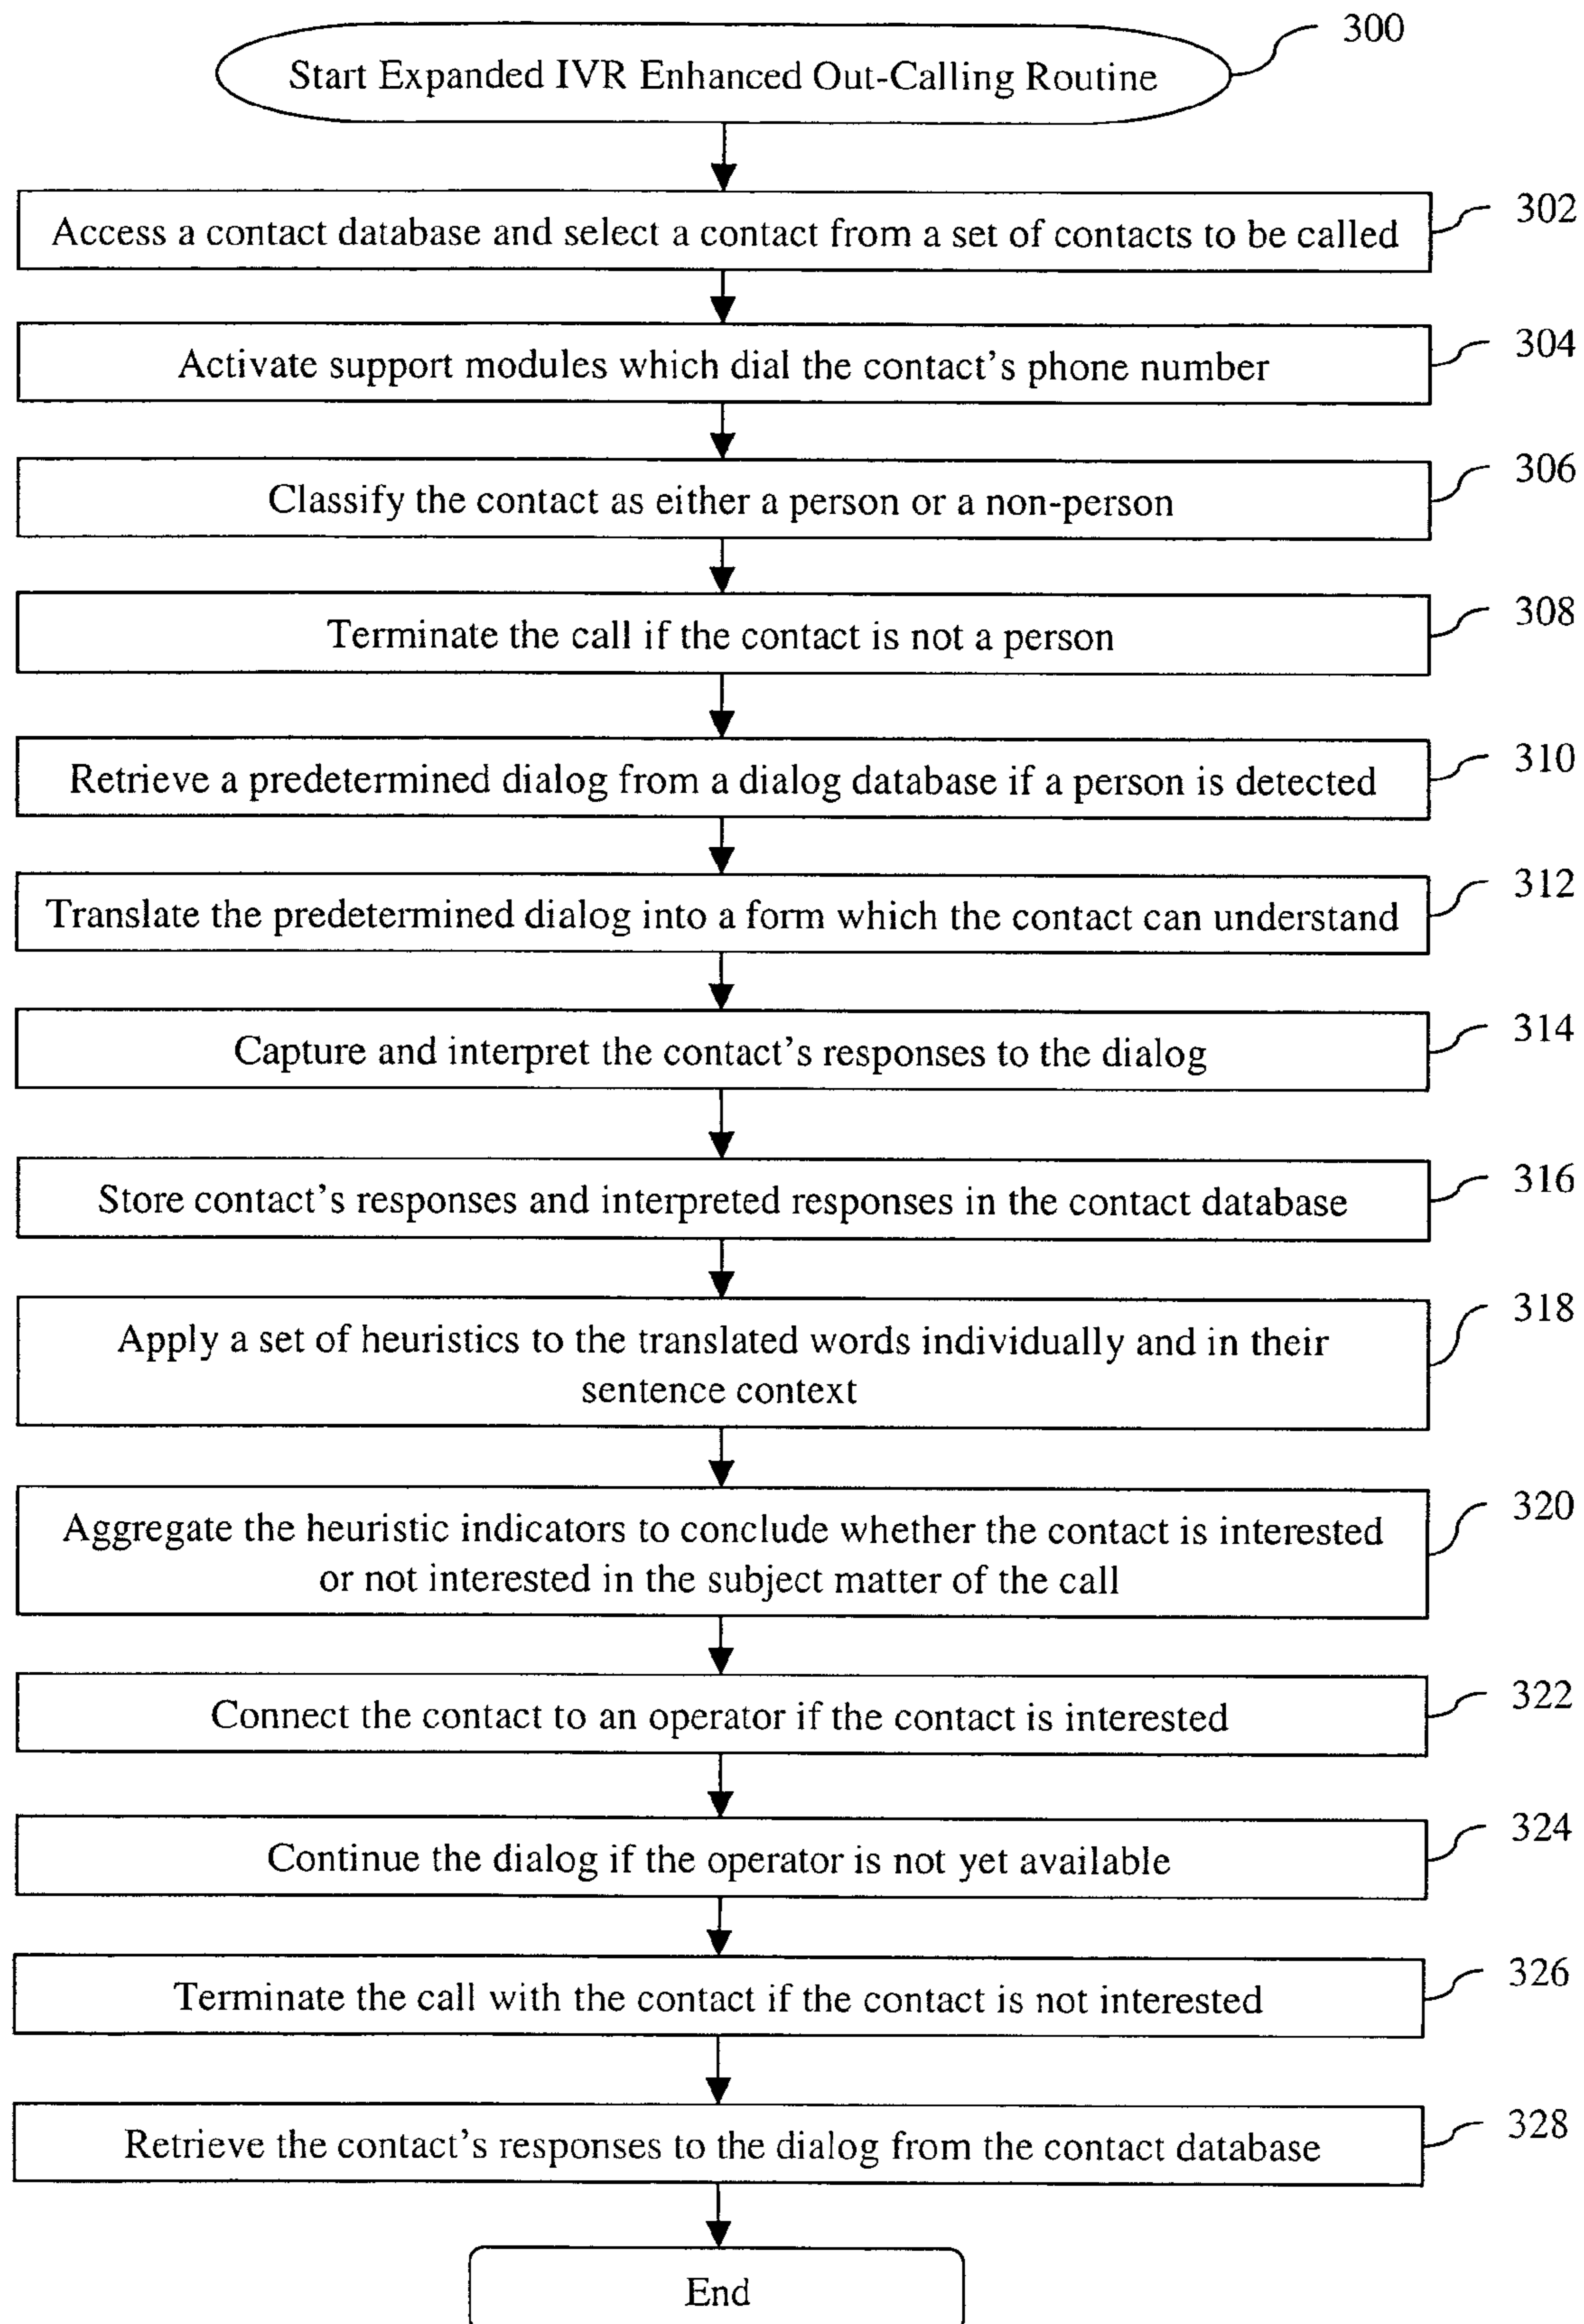 300
Start Expanded IVR Enhanced Out-Calling Routine
302
Access a contact database and select a contact from a set of contacts to be called
304
Activate support modules which dial the contact's phone number
306
Classify the contact as either a person or a non-person
308
Terminate the call if the contact is not a person
310
Retrieve a predetermined dialog from a dialog database if a person is detected
312
Translate the predetermined dialog into a form which the contact can understand
314
Capture and interpret the contact's responses to the dialog
316
Store contact's responses and interpreted responses in the contact database
318
Apply a set of heuristics to the translated words individually and in their
sentence context
320
Aggregate the heuristic indicators to conclude whether the contact is interested
or not interested in the subject matter of the call
322
Connect the contact to an operator if the contact is interested
324
Continue the dialog if the operator is not yet available
326
Terminate the call with the contact if the contact is not interested
328
Retrieve the contact's responses to the dialog from the contact database
End